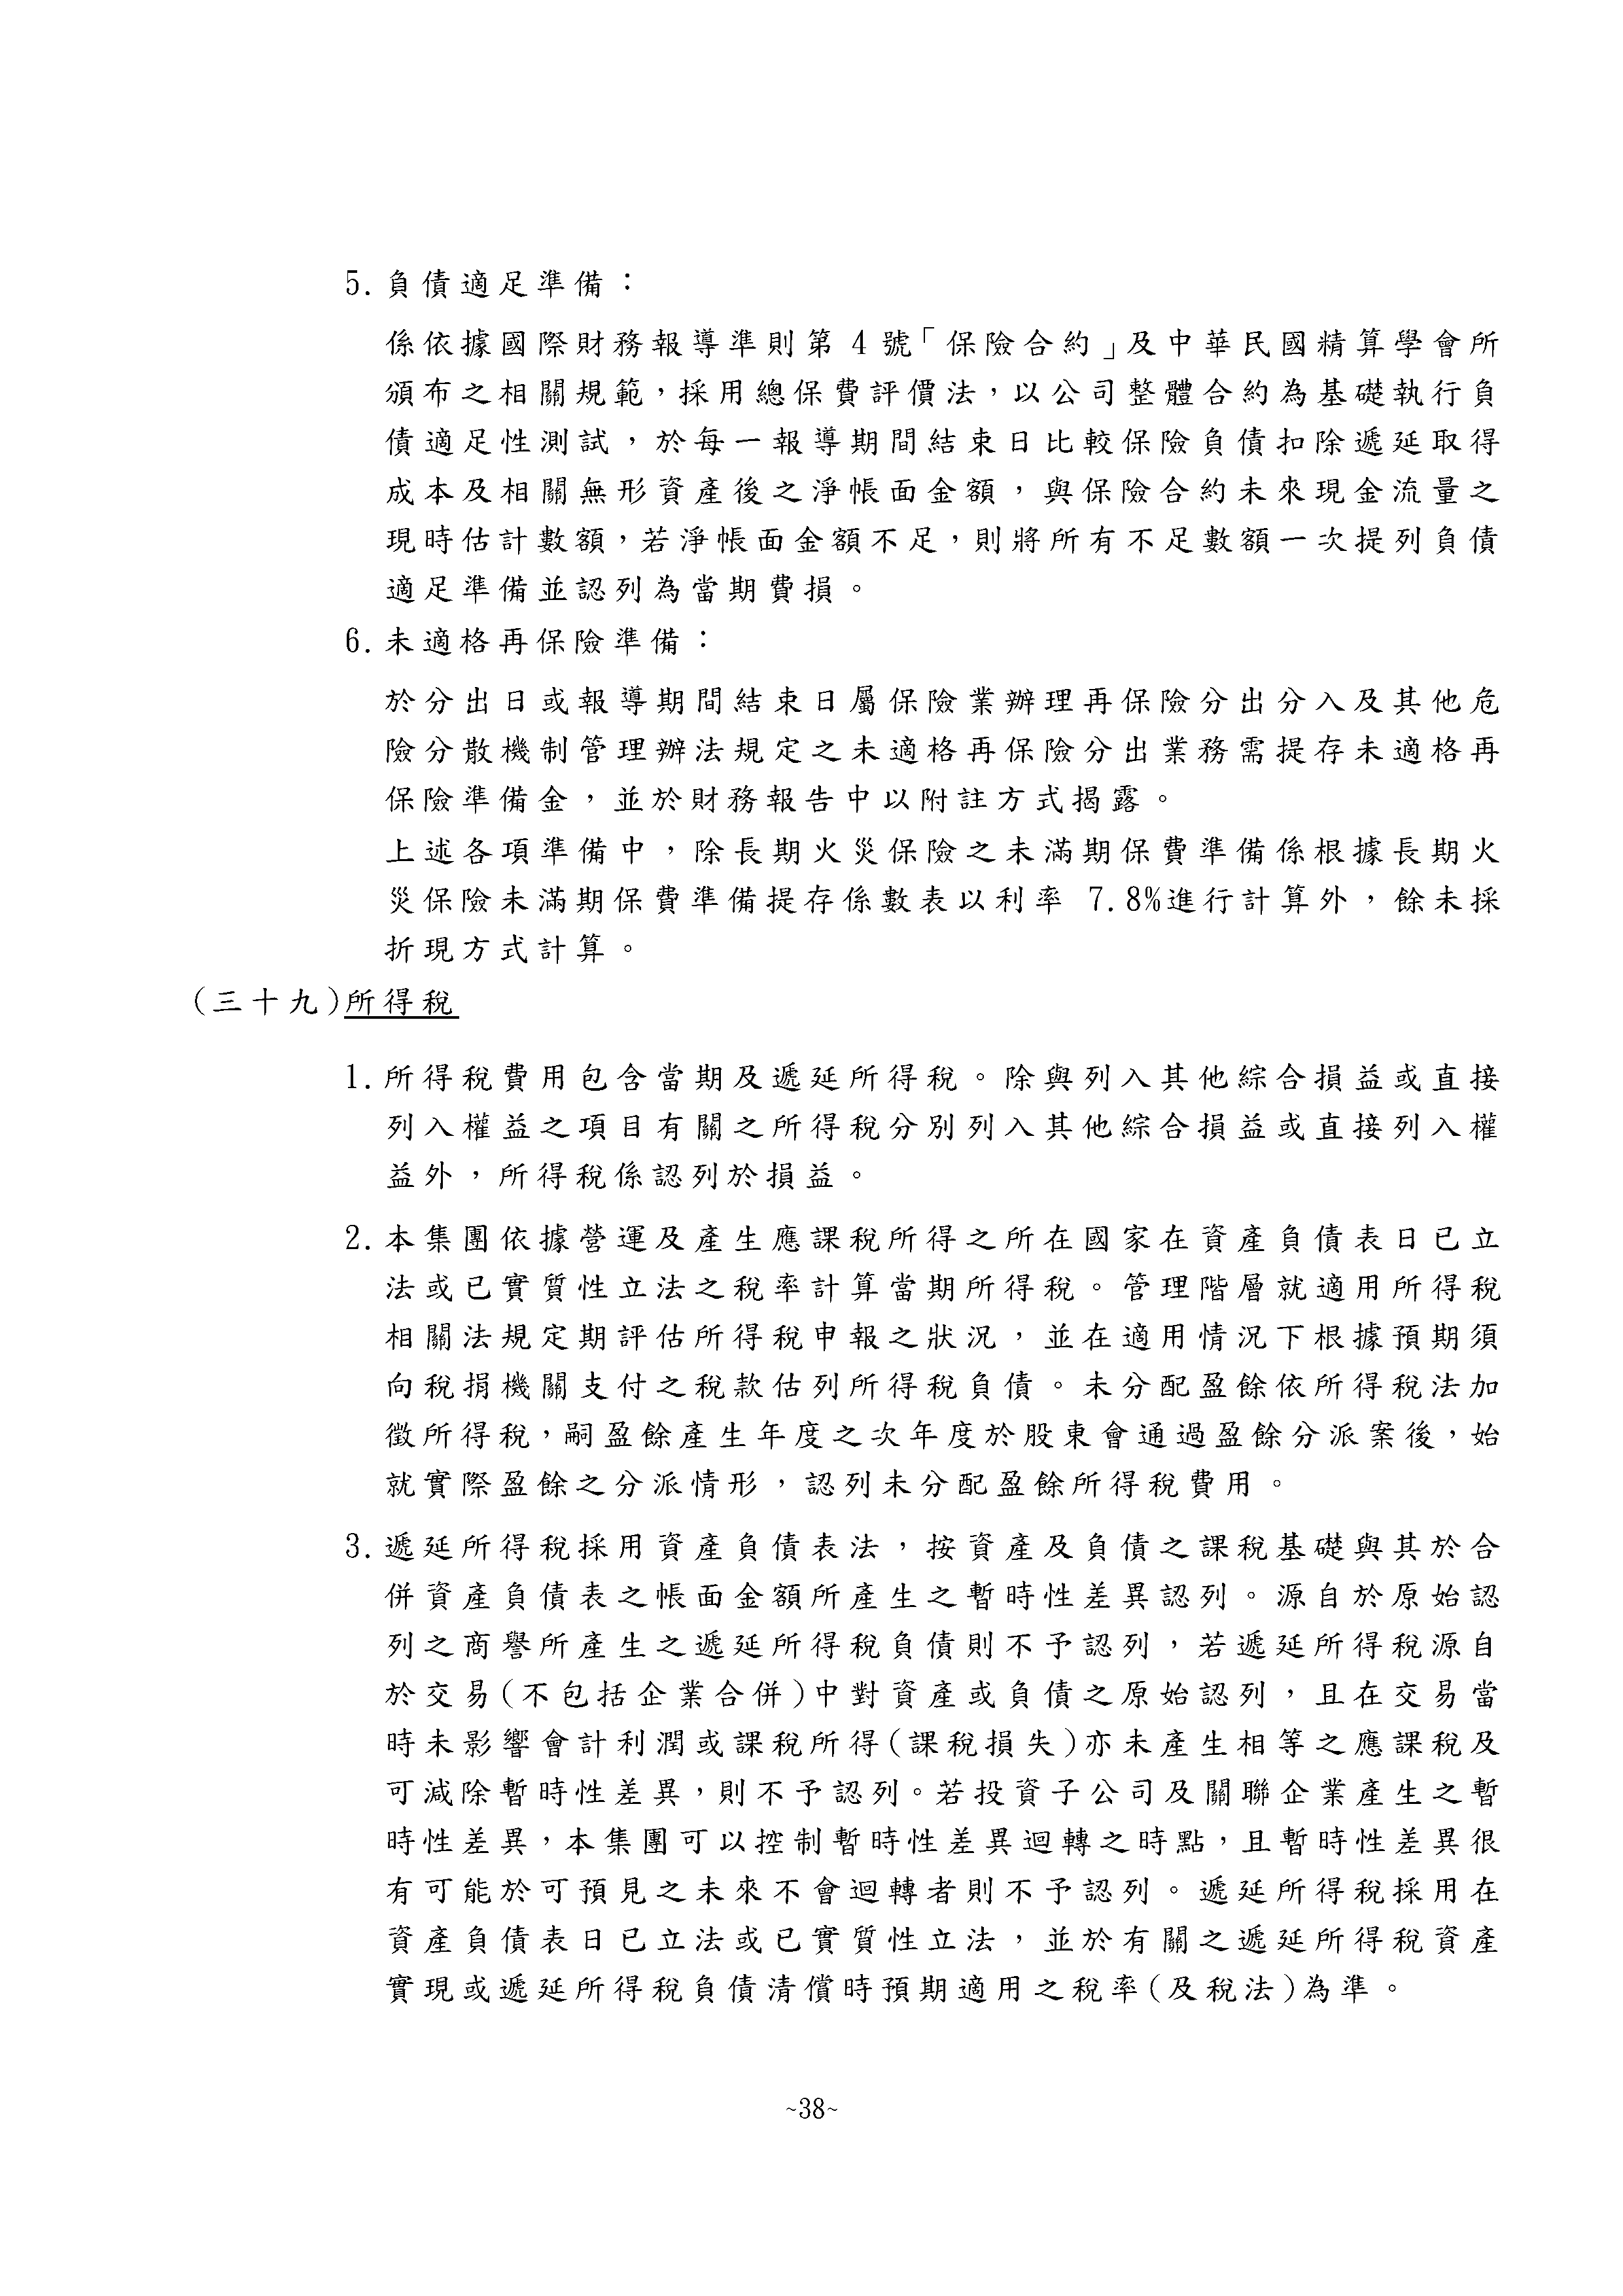 5.負債適足準備：
係依據國際財務報導準則第 4 號「保險合約」及中華民國精算學會所
頒布之相關規範，採用總保費評價法，以公司整體合約為基礎執行負
債適足性測試，於每一報導期間結束日比較保險負債扣除遞延取得
成本及相關無形資產後之淨帳面金額，與保險合約未來現金流量之
現時估計數額，若淨帳面金額不足，則將所有不足數額一次提列負債
適足準備並認列為當期費損。
6.未適格再保險準備：
於分出日或報導期間結束日屬保險業辦理再保險分出分入及其他危
險分散機制管理辦法規定之未適格再保險分出業務需提存未適格再
保險準備金，並於財務報告中以附註方式揭露。
上述各項準備中，除長期火災保險之未滿期保費準備係根據長期火
災保險未滿期保費準備提存係數表以利率 7.8%進行計算外，餘未採
折現方式計算。
(三十九)所得稅
1.所得稅費用包含當期及遞延所得稅。除與列入其他綜合損益或直接
列入權益之項目有關之所得稅分別列入其他綜合損益或直接列入權
益外，所得稅係認列於損益。
2.本集團依據營運及產生應課稅所得之所在國家在資產負債表日已立
法或已實質性立法之稅率計算當期所得稅。管理階層就適用所得稅
相關法規定期評估所得稅申報之狀況，並在適用情況下根據預期須
向稅捐機關支付之稅款估列所得稅負債。未分配盈餘依所得稅法加
徵所得稅，嗣盈餘產生年度之次年度於股東會通過盈餘分派案後，始
就實際盈餘之分派情形，認列未分配盈餘所得稅費用。
3.遞延所得稅採用資產負債表法，按資產及負債之課稅基礎與其於合
併資產負債表之帳面金額所產生之暫時性差異認列。源自於原始認
列之商譽所產生之遞延所得稅負債則不予認列，若遞延所得稅源自
於交易(不包括企業合併)中對資產或負債之原始認列，且在交易當
時未影響會計利潤或課稅所得(課稅損失)亦未產生相等之應課稅及
可減除暫時性差異，則不予認列。若投資子公司及關聯企業產生之暫
時性差異，本集團可以控制暫時性差異迴轉之時點，且暫時性差異很
有可能於可預見之未來不會迴轉者則不予認列。遞延所得稅採用在
資產負債表日已立法或已實質性立法，並於有關之遞延所得稅資產
實現或遞延所得稅負債清償時預期適用之稅率(及稅法)為準。
~38~